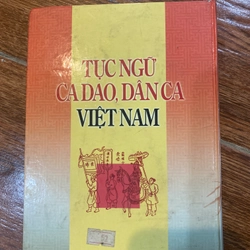 TỤC NGỮ
CA DAO, DÂN CA
VIỆT NAM